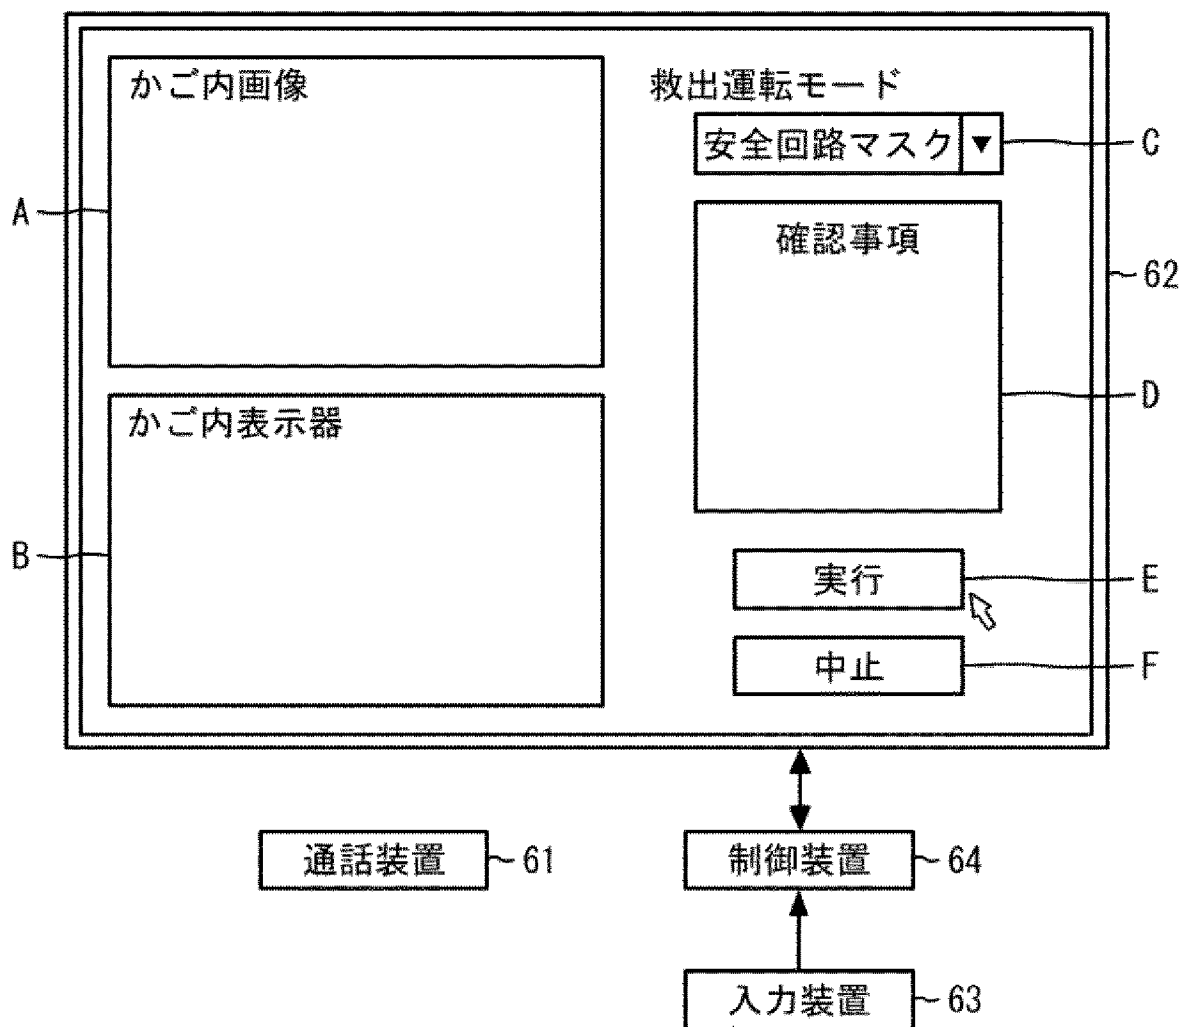 かご内画像
A
かご内表示器
B
救出運転モード
安全回路マスク ▼
C
確認事項
62
D
実行
E
中止
F
通話装置
61
制御装置
64
入力装置
63